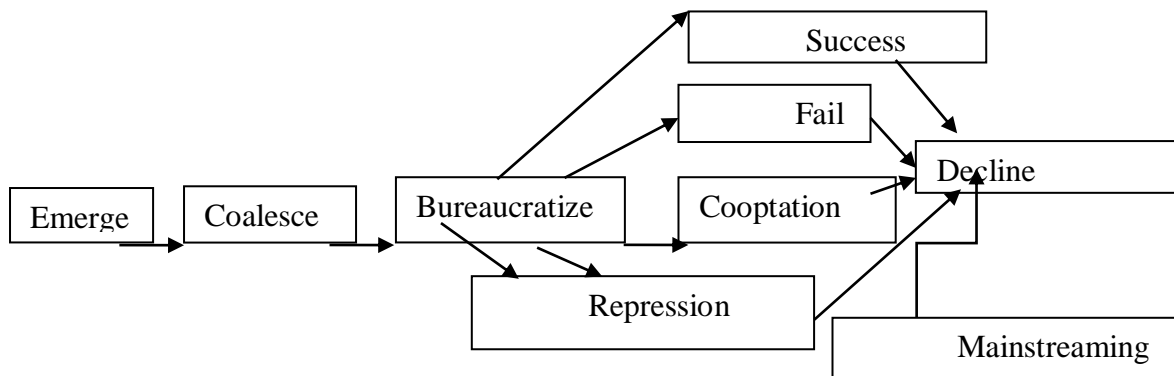 Success
Fail
Decline
Emerge
Coalesce
Bureaucratize
Cooptation
Repression
Mainstreaming